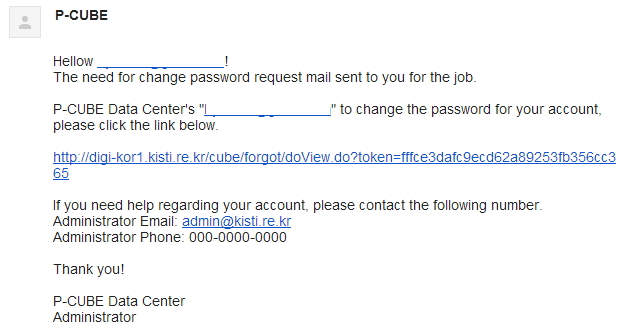 P-CUBE
Hellow !
The need for change password request mail sent to you for the job.
P-CUBE Data Center's " " to change the password for your account,
please click the link below.
http://digi-kor1.kisti.re.kr/cube/forgot/doView.do?token=fffce3dafc9ecd62a89253fb356cc3
65
If you need help regarding your account, please contact the following number.
Administrator Email: admin@kisti.re.kr
Administrator Phone: 000-0000-0000
Thank you!
P-CUBE Data Center
Administrator